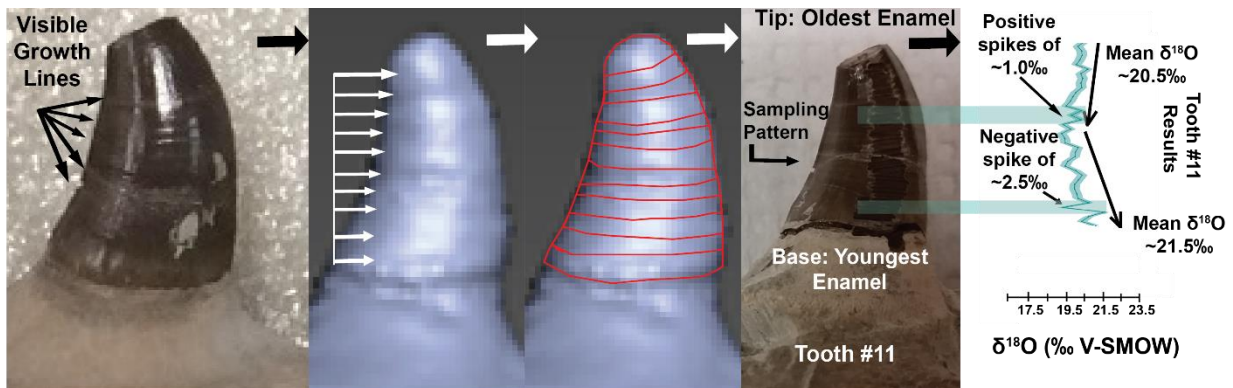 Visible
Growth
Lines
Tip: Oldest Enamel
Sampling
Pattern
Base: Youngest
Enamel
Tooth #11
Positive
spikes of
~1.0‰
Mean δ¹⁸O
~20.5‰
Negative
spike of
~2.5‰
Tooth #11
Results
Mean δ¹⁸O
~21.5‰
17.5 19.5 21.5 23.5
δ¹⁸O (‰ V-SMOW)